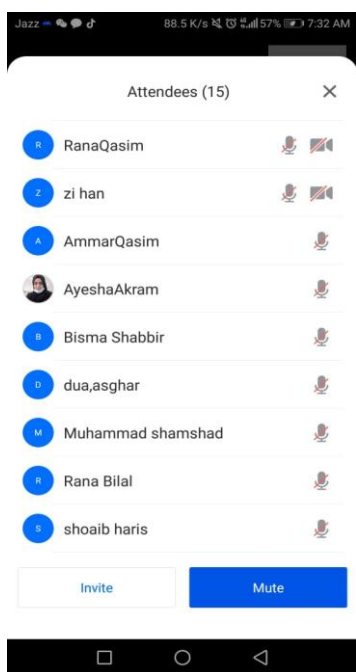 Jazz 88.5 K/s 57% 7:32 AM
Attendees (15)
R RanaQasim
Z zi han
A AmmarQasim
AyeshaAkram
B Bisma Shabbir
D dua,asghar
M Muhammad shamshad
R Rana Bilal
S shoaib haris
Invite Mute